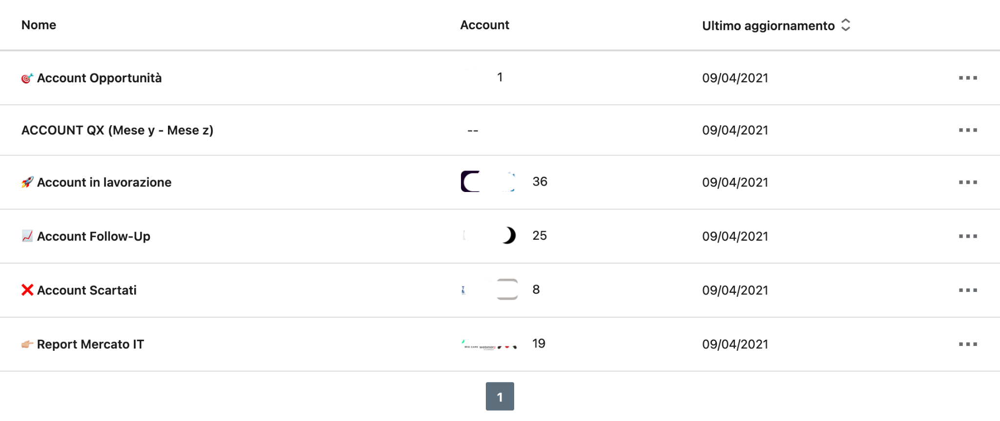 Nome Account Ultimo aggiornamento
🎯 Account Opportunità 1 09/04/2021
ACCOUNT QX (Mese y - Mese z) -- 09/04/2021
🚀 Account in lavorazione 36 09/04/2021
📈 Account Follow-Up 25 09/04/2021
❌ Account Scartati 8 09/04/2021
👉🏼 Report Mercato IT 19 09/04/2021
1